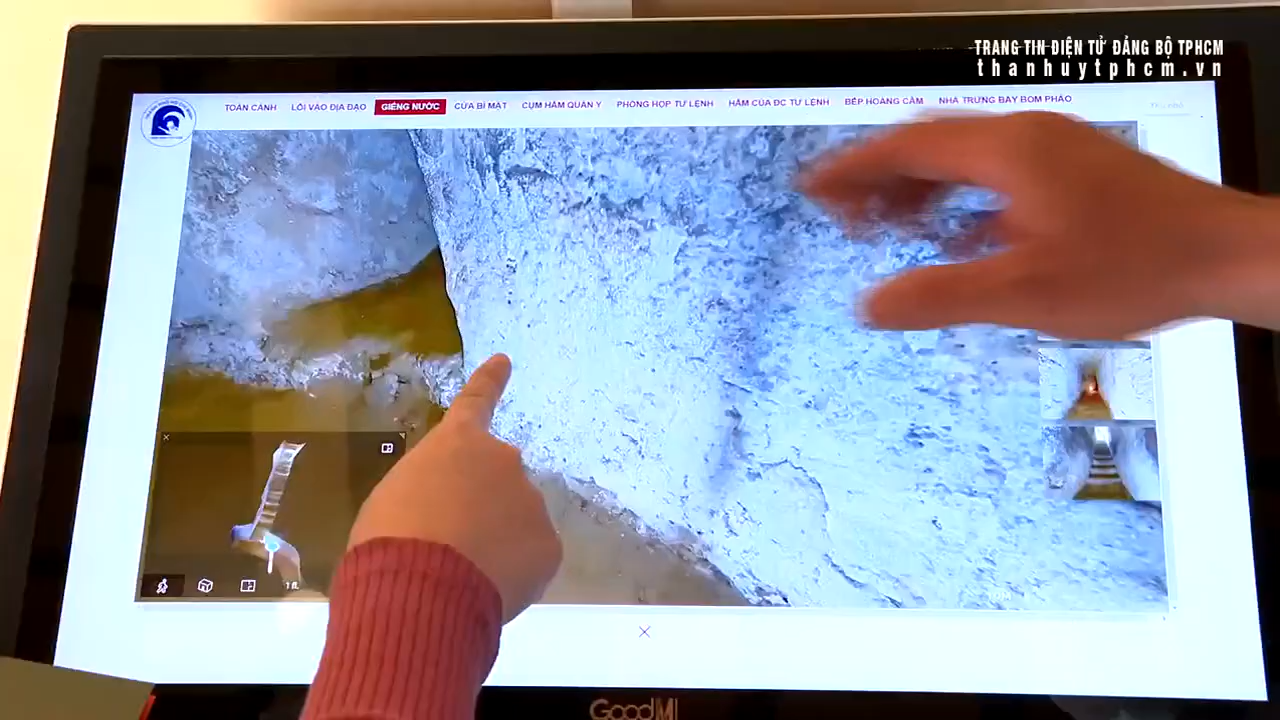 TRANG TIN ĐIỆN TỬ ĐẢNG BỘ TPHCM
thanhuytphcm.vn
TOÀN CẢNH LỐI VÀO ĐỊA ĐẠO GIẾNG NƯỚC CỬA BÍ MẬT CỤM HẦM QUÂN Y PHÒNG HỌP TƯ LỆNH HẦM CỦA ĐC TƯ LỆNH BẾP HOÀNG CẦM NHÀ TRƯNG BÀY BOM PHÁO
GoodM